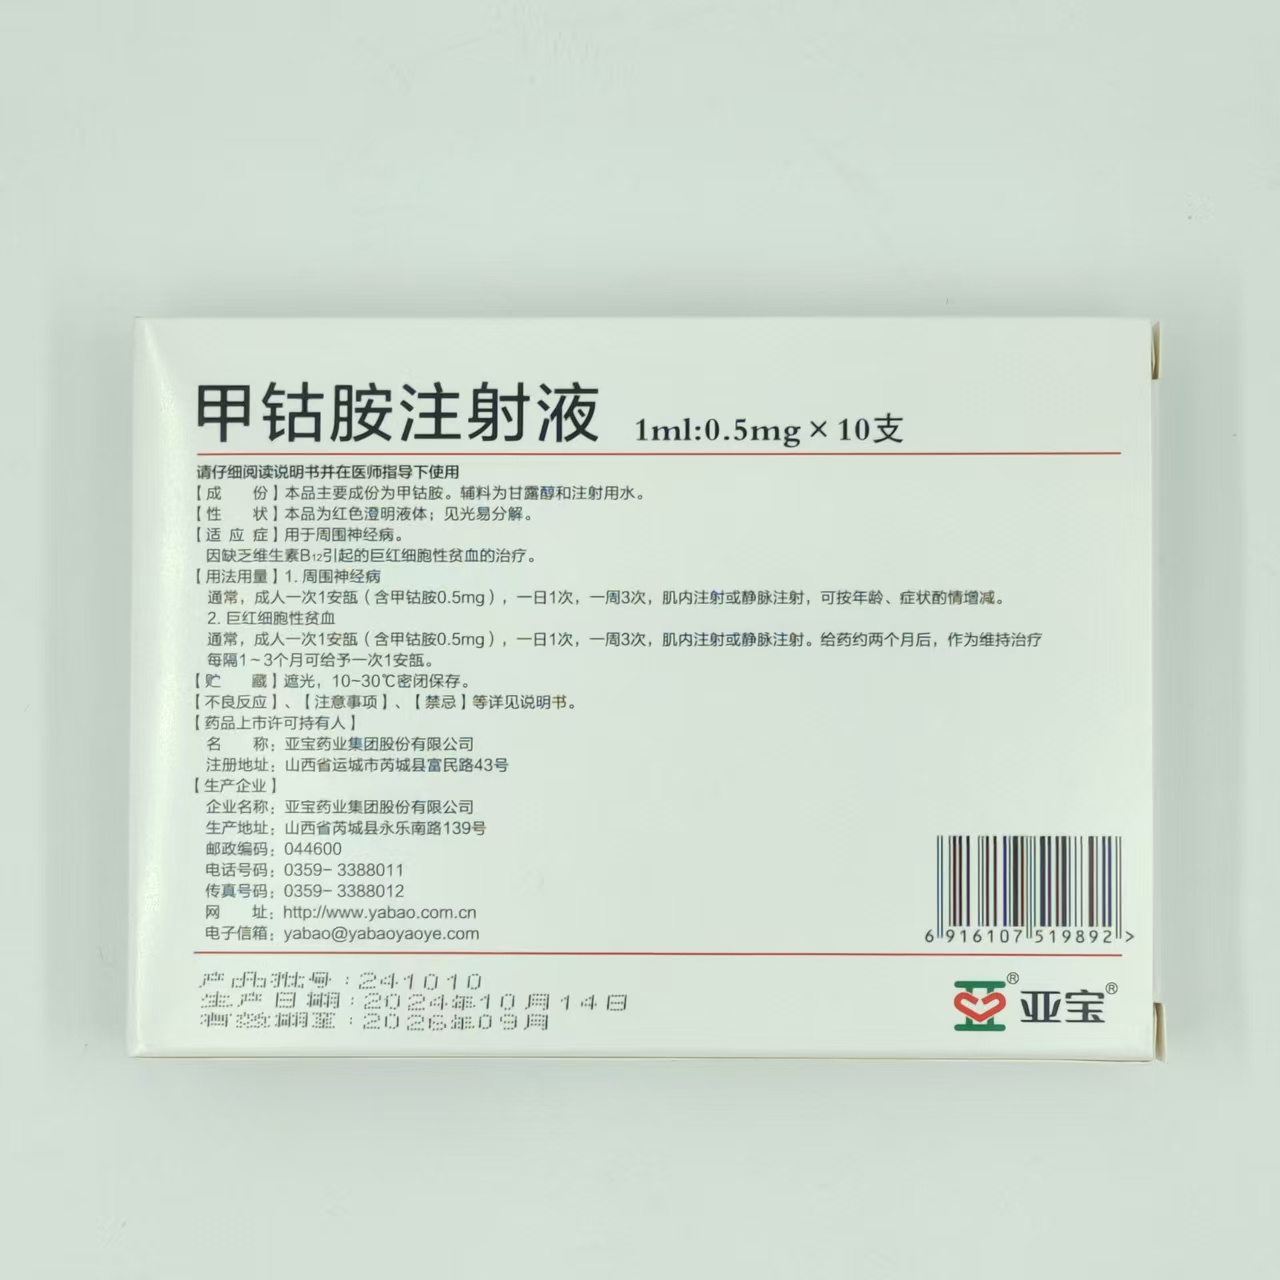 甲钴胺注射液 1ml:0.5mg×10支
请仔细阅读说明书并在医师指导下使用
【成 份】本品主要成份为甲钴胺。辅料为甘露醇和注射用水。
【性 状】本品为红色澄明液体；见光易分解。
【适 应 症】用于周围神经病。
因缺乏维生素B₁₂引起的巨红细胞性贫血的治疗。
【用法用量】1. 周围神经病
通常，成人一次1安瓿（含甲钴胺0.5mg），一日1次，一周3次，肌内注射或静脉注射，可按年龄、症状酌情增减。
2. 巨红细胞性贫血
通常，成人一次1安瓿（含甲钴胺0.5mg），一日1次，一周3次，肌内注射或静脉注射。给药约两个月后，作为维持治疗
每隔1~3个月可给予一次1安瓿。
【贮 藏】遮光，10~30℃密闭保存。
【不良反应】、【注意事项】、【禁忌】等详见说明书。
【药品上市许可持有人】
名 称：亚宝药业集团股份有限公司
注册地址：山西省运城市芮城县富民路43号
【生产企业】
企业名称：亚宝药业集团股份有限公司
生产地址：山西省芮城县永乐南路139号
邮政编码：044600
电话号码：0359- 3388011
传真号码：0359- 3388012
网 址：http://www.yabao.com.cn
电子信箱：yabao@yabaoyaoye.com
6 916107 519892 >
产品批号：241010
生产日期：2024年10月14日
有效期至：2026年09月
亚宝®